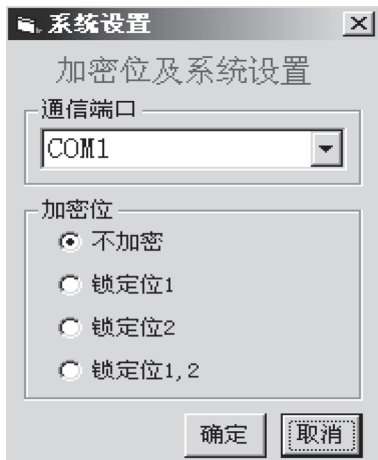 系统设置
加密位及系统设置
通信端口
COM1
加密位
不加密
锁定位1
锁定位2
锁定位1,2
确定 取消